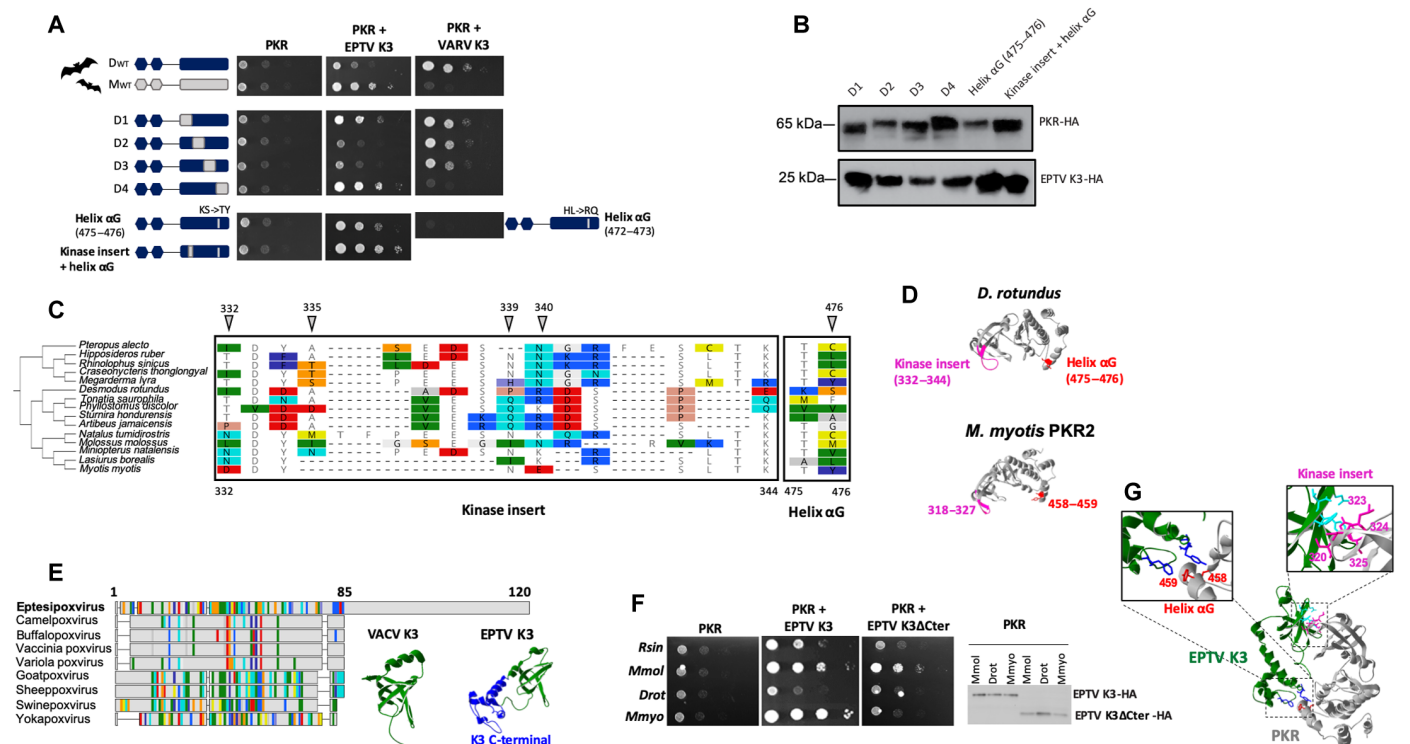 A
PKR
PKR +
EPTV K3
PKR +
VARV K3
DWT
MWT
D1
D2
D3
D4
KS->TY
Helix αG
(475–476)
Kinase insert
+ helix αG
HL->RQ
Helix αG
(472–473)
B
D1
D2
D3
D4
Helix αG (475–476)
Kinase insert + helix αG
65 kDa
PKR-HA
25 kDa
EPTV K3-HA
C
332 335 339 340 476
Pteropus alecto
Hipposideros ruber
Rhinolophus sinicus
Craseonycteris thonglongyai
Megarderma lyra
Desmodus rotundus
Tonatia saurophila
Phyllostomus discolor
Sturnira hondurensis
Artibeus jamaicensis
Natalus tumidirostris
Molossus molossus
Miniopterus natalensis
Lasiurus borealis
Myotis myotis
332 344 475 476
Kinase insert
Helix αG
D
D. rotundus
Kinase insert
(332–344)
Helix αG
(475–476)
M. myotis PKR2
318–327
458–459
E
1 85 120
Eptesipoxvirus
Camelpoxvirus
Buffalopoxvirus
Vaccinia poxvirus
Variola poxvirus
Goatpoxvirus
Sheeppoxvirus
Swinepoxvirus
Yokapoxvirus
VACV K3
EPTV K3
K3 C-terminal
F
PKR
PKR +
EPTV K3
PKR +
EPTV K3ΔCter
Rsin
Mmol
Drot
Mmyo
PKR
Mmol
Drot
Mmyo
Mmol
Drot
Mmyo
EPTV K3-HA
EPTV K3ΔCter -HA
G
Kinase insert
323
324
320
325
459
458
Helix αG
EPTV K3
PKR